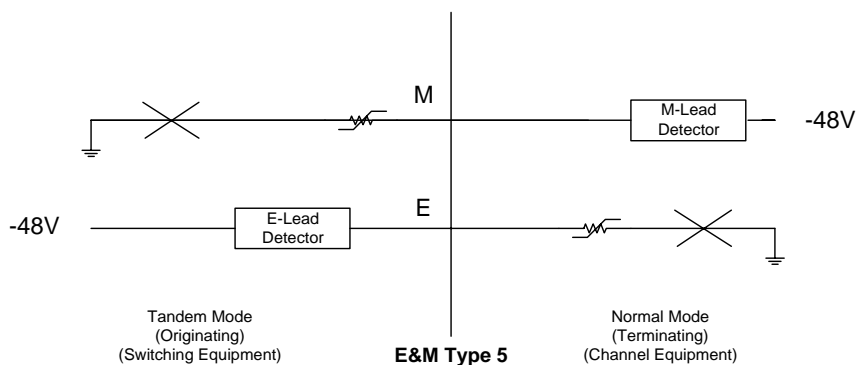 M
M-Lead
Detector
-48V
-48V
E-Lead
Detector
E
Tandem Mode
(Originating)
(Switching Equipment)
E&M Type 5
Normal Mode
(Terminating)
(Channel Equipment)